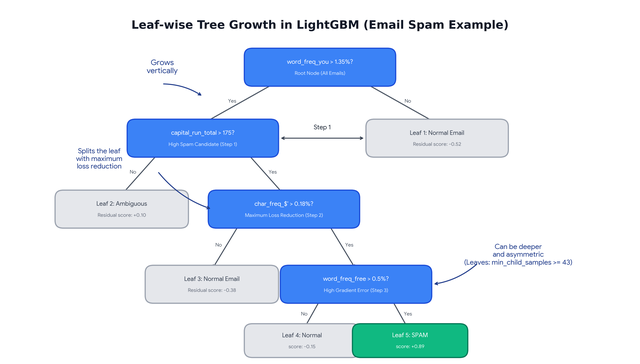 Leaf-wise Tree Growth in LightGBM (Email Spam Example)
word_freq_you > 1.35%?
Root Node (All Emails)
Grows
vertically
Yes
No
capital_run_total > 175?
High Spam Candidate (Step 1)
Step 1
Leaf 1: Normal Email
Residual score: -0.52
Splits the leaf
with maximum
loss reduction
No
Yes
Leaf 2: Ambiguous
Residual score: +0.10
char_freq_$' > 0.18%?
Maximum Loss Reduction (Step 2)
No
Yes
Can be deeper
and asymmetric
(Leaves: min_child_samples >= 43)
Leaf 3: Normal Email
Residual score: -0.38
word_freq_free > 0.5%?
High Gradient Error (Step 3)
No
Yes
Leaf 4: Normal
score: -0.15
Leaf 5: SPAM
score: +0.89